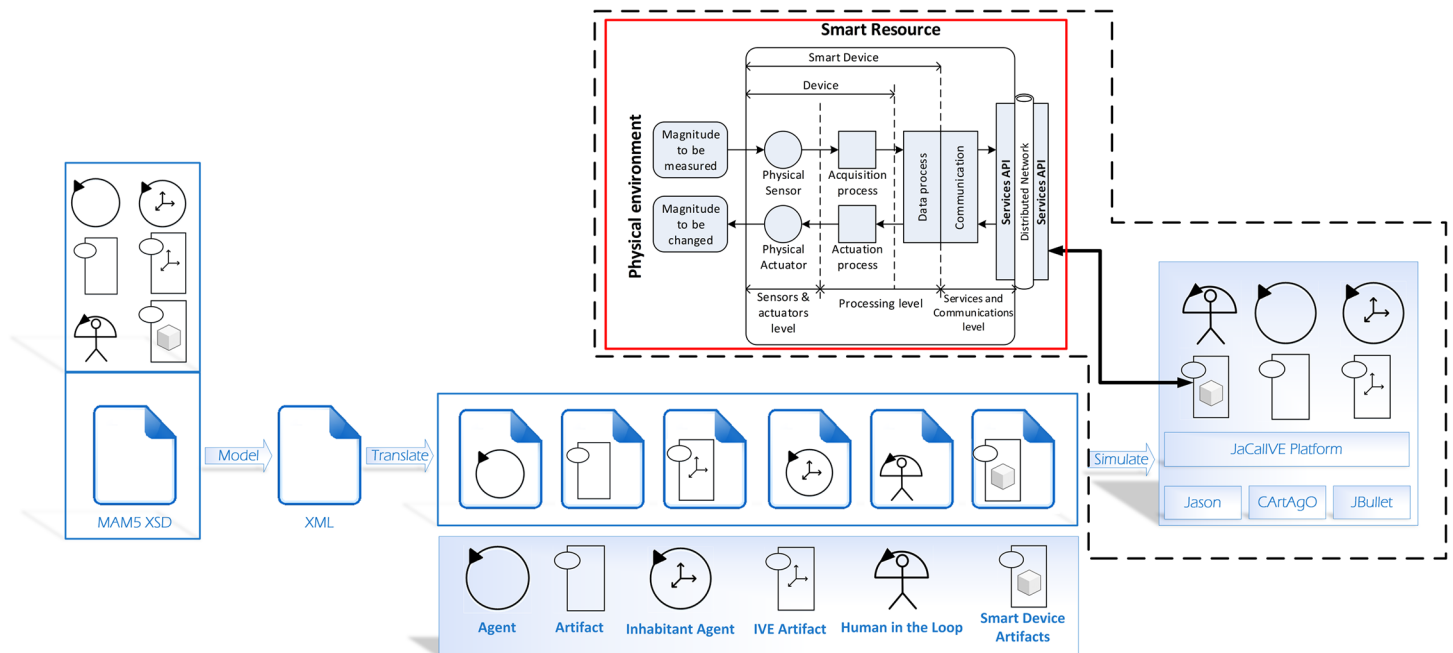 Smart Resource
Smart Device
Device
Physical environment
Magnitude
to be
measured
Physical
Sensor
Acquisition
process
Data process
Communication
Services API
Distributed Network
Services API
Magnitude
to be
changed
Physical
Actuator
Actuation
process
Sensors &
actuators
level
Processing level
Services and
Communications
level
MAM5 XSD
Model
XML
Translate
Simulate
JaCalIVE Platform
Jason
CArtAgO
JBullet
Agent
Artifact
Inhabitant Agent
IVE Artifact
Human in the Loop
Smart Device
Artifacts